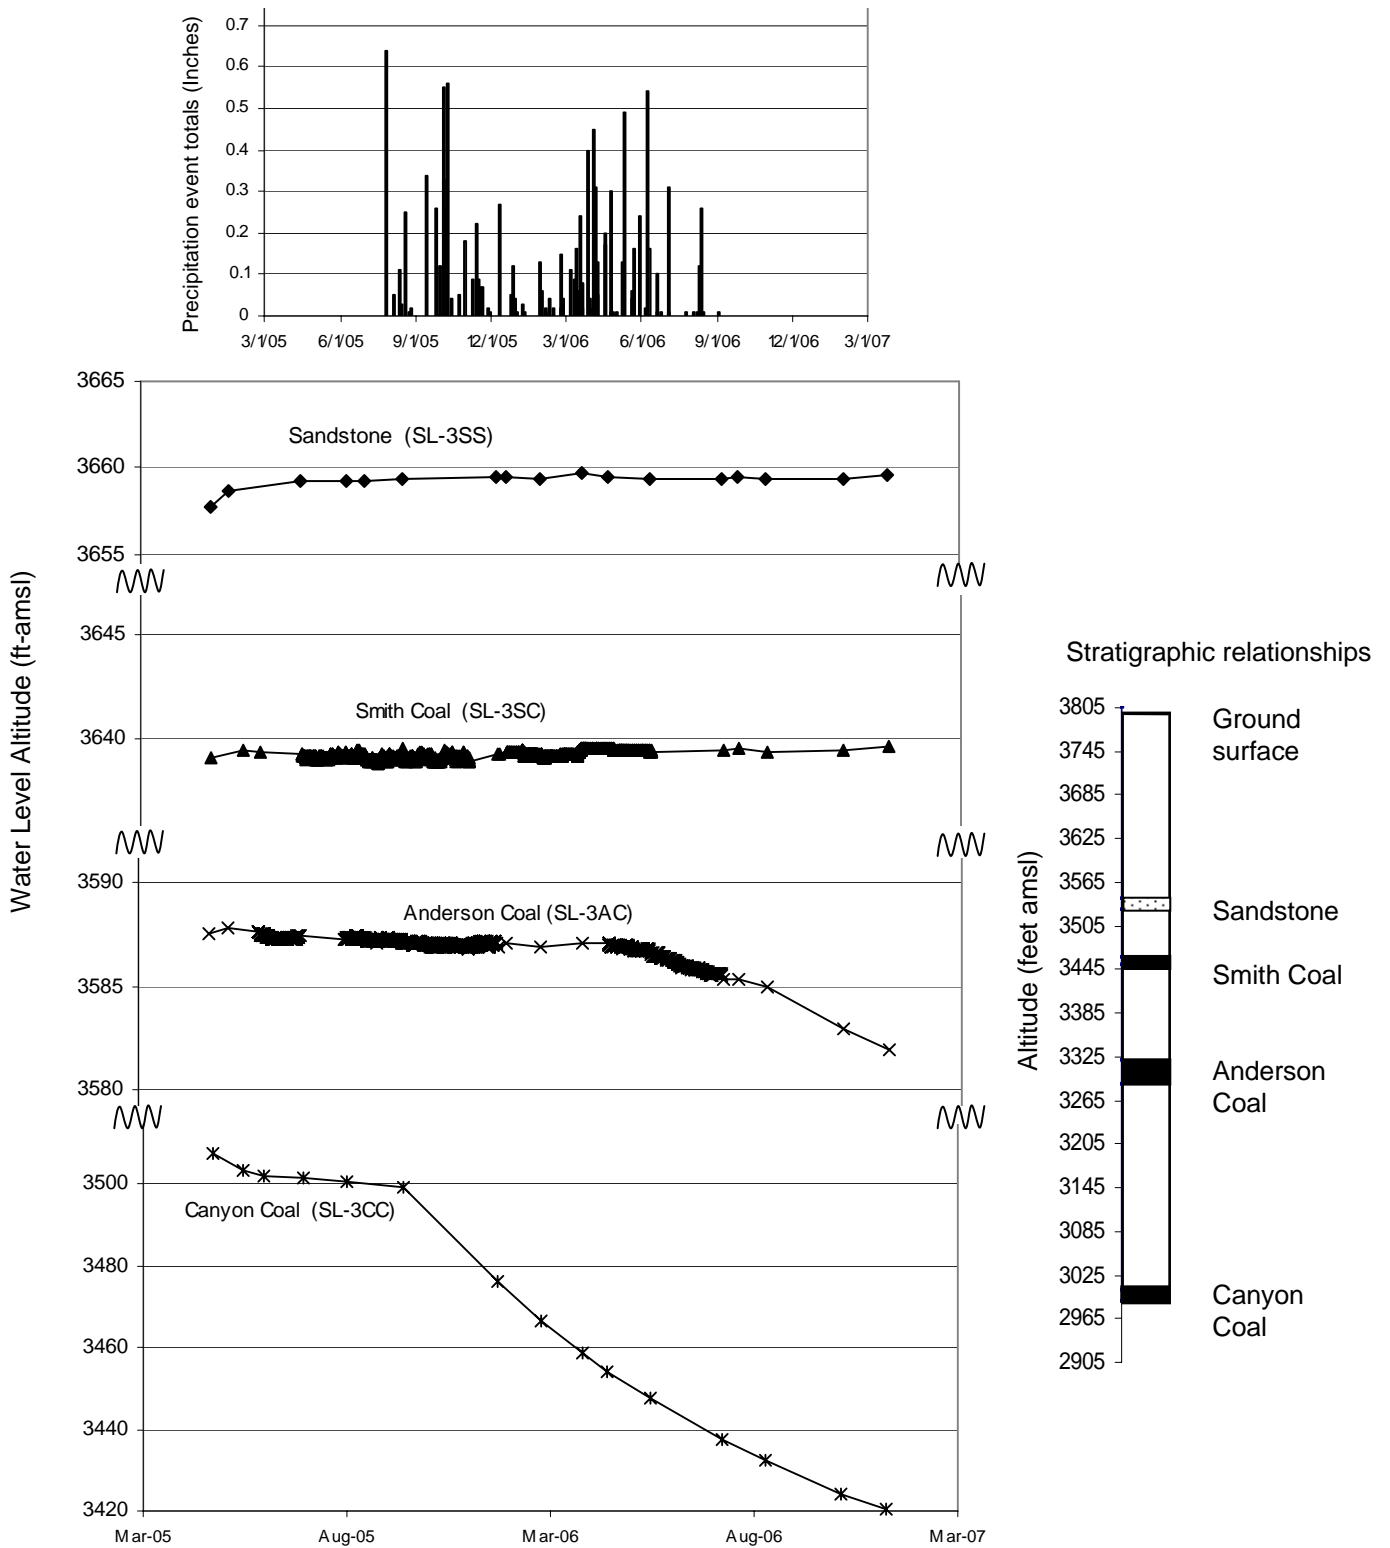 Precipitation event totals (Inches)
0.7
0.6
0.5
0.4
0.3
0.2
0.1
0
3/1/05 6/1/05 9/1/05 12/1/05 3/1/06 6/1/06 9/1/06 12/1/06 3/1/07
Water Level Altitude (ft-amsl)
3665
Sandstone (SL-3SS)
3660
3655
3645
Smith Coal (SL-3SC)
3640
3590
Anderson Coal (SL-3AC)
3585
3580
3500
Canyon Coal (SL-3CC)
3480
3460
3440
3420
Mar-05 Aug-05 Mar-06 Aug-06 Mar-07
Stratigraphic relationships
Altitude (feet amsl)
3805
3745
3685
3625
3565
3505
3445
3385
3325
3265
3205
3145
3085
3025
2965
2905
Ground
surface
Sandstone
Smith Coal
Anderson
Coal
Canyon
Coal